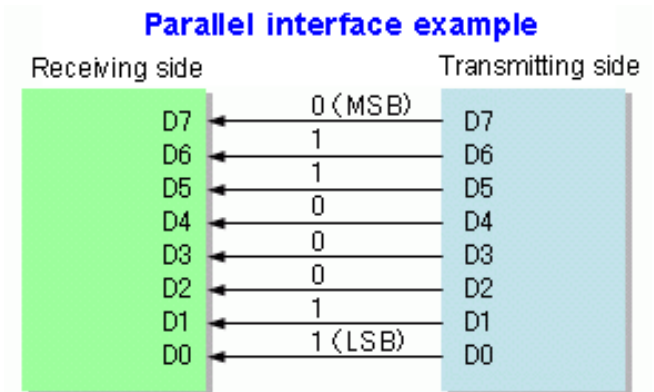 Parallel interface example
Receiving side Transmitting side
D7 0 (MSB) D7
D6 1 D6
D5 1 D5
D4 0 D4
D3 0 D3
D2 0 D2
D1 1 D1
D0 1 (LSB) D0